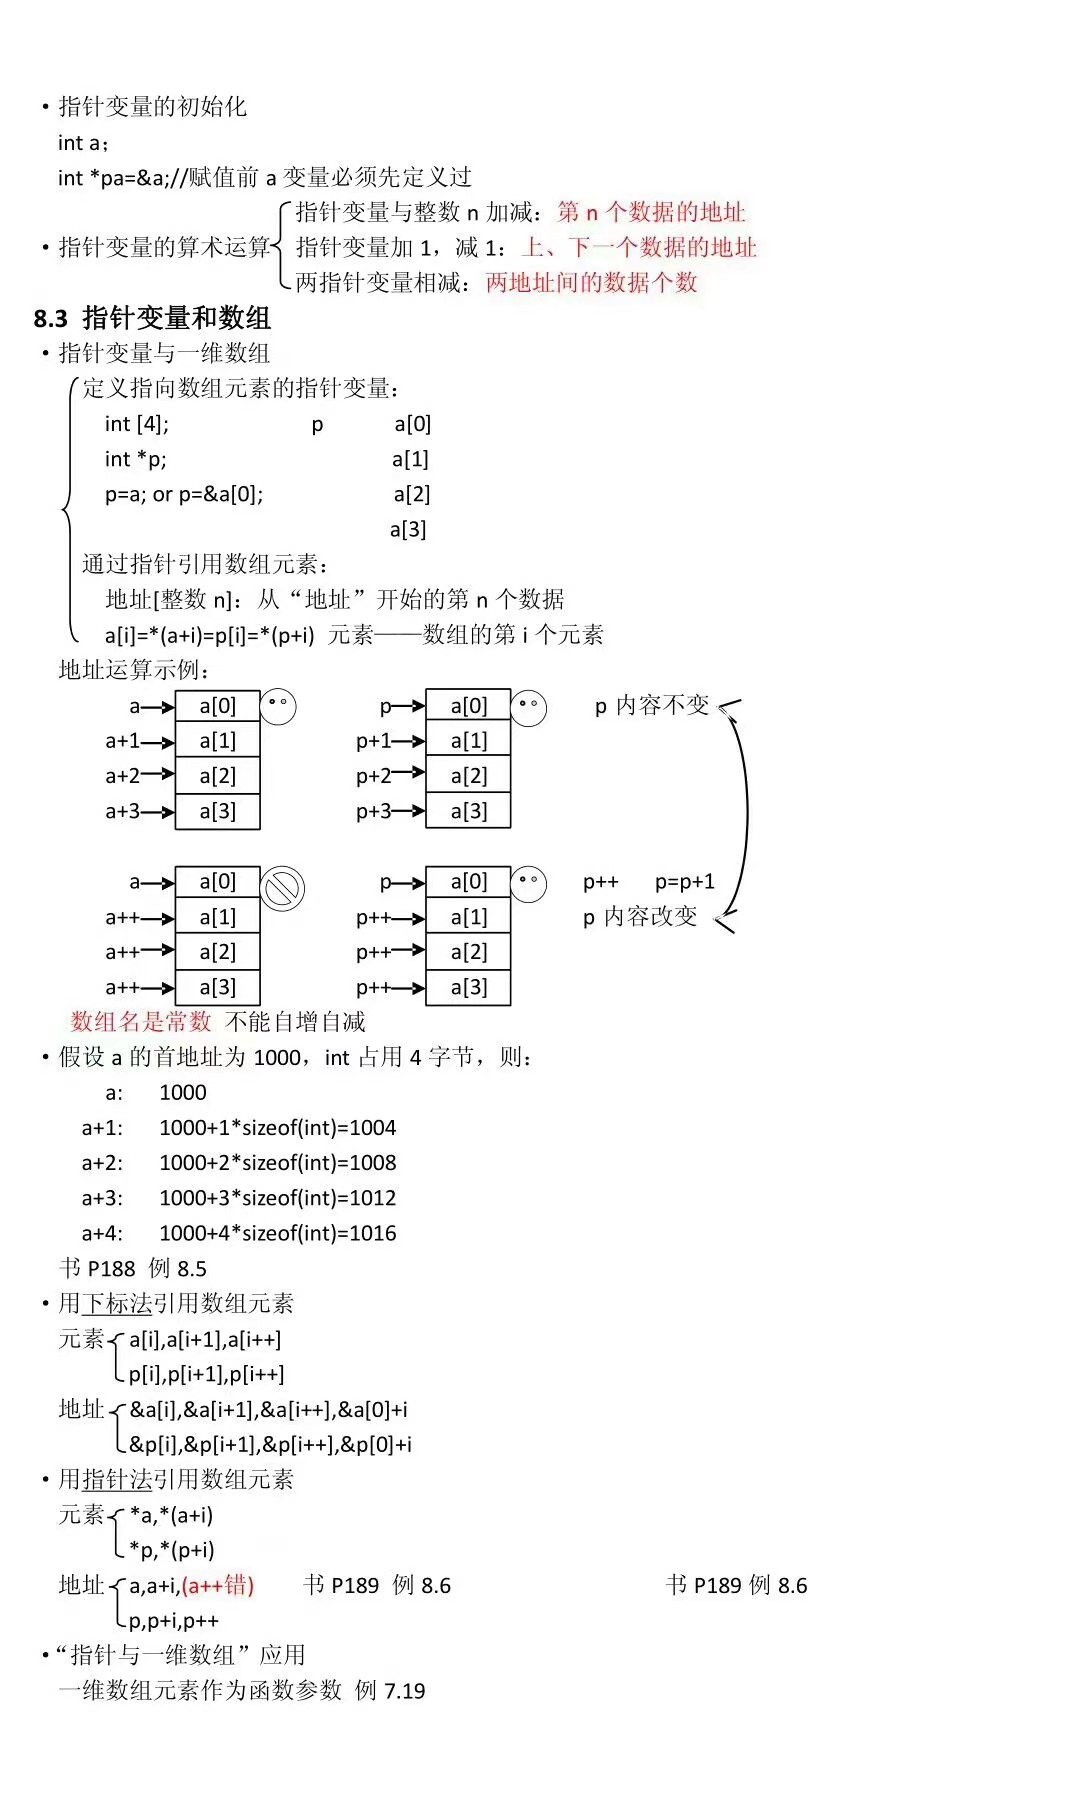 ·指针变量的初始化
int a；
int *pa=&a;//赋值前 a 变量必须先定义过
指针变量与整数 n 加减：第 n 个数据的地址
·指针变量的算术运算 指针变量加 1，减 1：上、下一个数据的地址
两指针变量相减：两地址间的数据个数
8.3 指针变量和数组
·指针变量与一维数组
定义指向数组元素的指针变量：
int [4]; p a[0]
int *p; a[1]
p=a; or p=&a[0]; a[2]
a[3]
通过指针引用数组元素：
地址[整数 n]：从“地址”开始的第 n 个数据
a[i]=*(a+i)=p[i]=*(p+i) 元素——数组的第 i 个元素
地址运算示例：
a a[0] p a[0] p 内容不变
a+1 a[1] p+1 a[1]
a+2 a[2] p+2 a[2]
a+3 a[3] p+3 a[3]
a a[0] p a[0] p++ p=p+1
a++ a[1] p++ a[1] p 内容改变
a++ a[2] p++ a[2]
a++ a[3] p++ a[3]
数组名是常数 不能自增自减
·假设 a 的首地址为 1000，int 占用 4 字节，则：
a: 1000
a+1: 1000+1*sizeof(int)=1004
a+2: 1000+2*sizeof(int)=1008
a+3: 1000+3*sizeof(int)=1012
a+4: 1000+4*sizeof(int)=1016
书 P188 例 8.5
·用下标法引用数组元素
元素 a[i],a[i+1],a[i++]
p[i],p[i+1],p[i++]
地址 &a[i],&a[i+1],&a[i++],&a[0]+i
&p[i],&p[i+1],&p[i++],&p[0]+i
·用指针法引用数组元素
元素 *a,*(a+i)
*p,*(p+i)
地址 a,a+i,(a++错) 书 P189 例 8.6 书 P189 例 8.6
p,p+i,p++
·“指针与一维数组”应用
一维数组元素作为函数参数 例 7.19